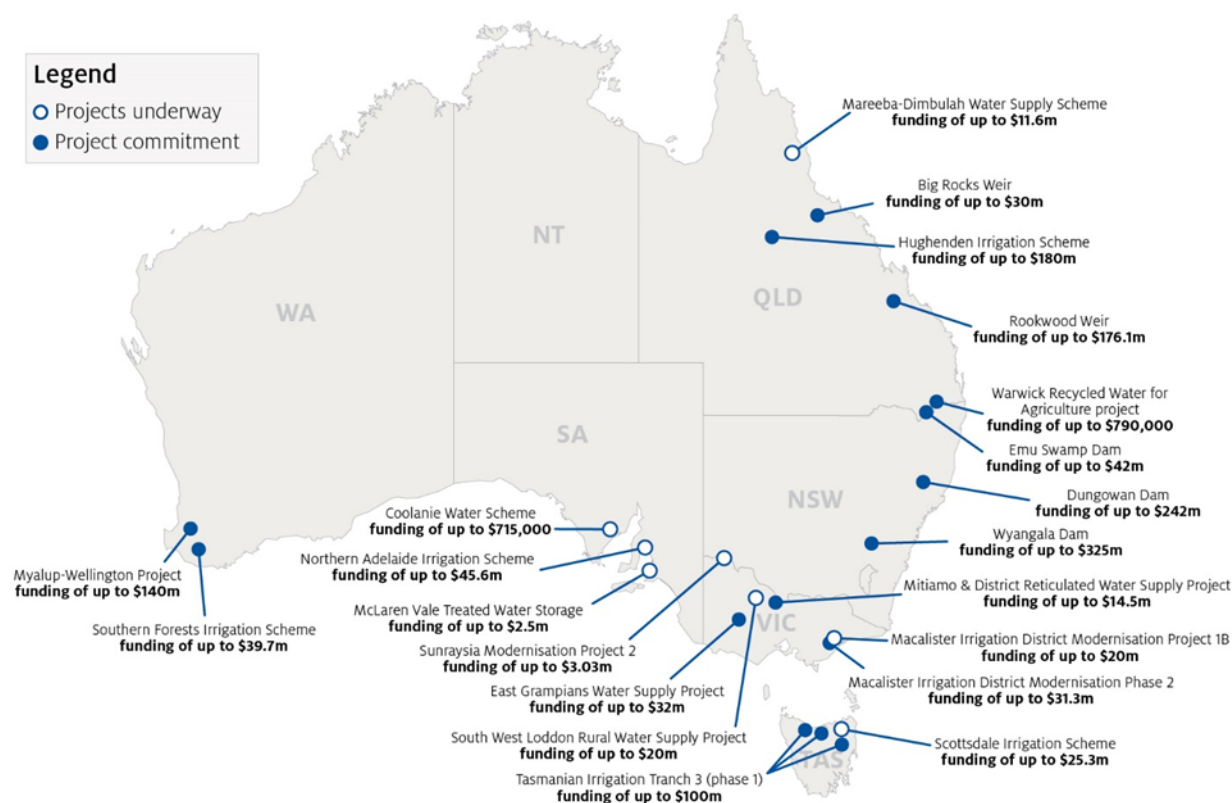 Legend
Projects underway
Project commitment
Mareeba-Dimbulah Water Supply Scheme
funding of up to $11.6m
Big Rocks Weir
funding of up to $30m
Hughenden Irrigation Scheme
funding of up to $180m
Rookwood Weir
funding of up to $176.1m
Warwick Recycled Water for
Agriculture project
funding of up to $790,000
Emu Swamp Dam
funding of up to $42m
Dungowan Dam
funding of up to $242m
Wyangala Dam
funding of up to $325m
Mitiamo & District Reticulated Water Supply Project
funding of up to $14.5m
Macalister Irrigation District Modernisation Project 1B
funding of up to $20m
Macalister Irrigation District Modernisation Phase 2
funding of up to $31.3m
Scottsdale Irrigation Scheme
funding of up to $25.3m
Tasmanian Irrigation Tranch 3 (phase 1)
funding of up to $100m
South West Loddon Rural Water Supply Project
funding of up to $20m
East Grampians Water Supply Project
funding of up to $32m
Sunraysia Modernisation Project 2
funding of up to $3.03m
McLaren Vale Treated Water Storage
funding of up to $2.5m
Northern Adelaide Irrigation Scheme
funding of up to $45.6m
Coolanie Water Scheme
funding of up to $715,000
Myalup-Wellington Project
funding of up to $140m
Southern Forests Irrigation Scheme
funding of up to $39.7m
WA
NT
QLD
SA
NSW
VIC
TAS